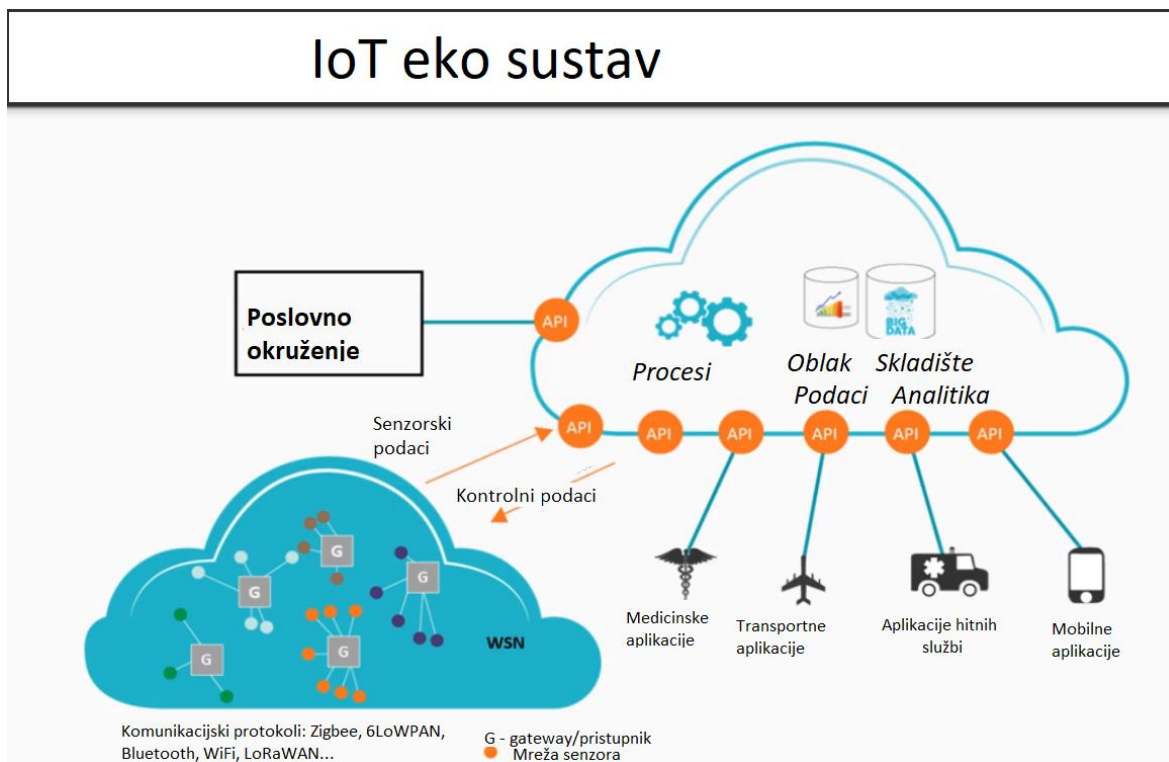 IoT eko sustav
Poslovno
okruženje
API
Procesi
BIG
DATA
Oblak Skladište
Podaci Analitika
API
API
API
API
API
API
Senzorski
podaci
Kontrolni podaci
G
G
G
G
G
WSN
Medicinske
aplikacije
Transportne
aplikacije
Aplikacije hitnih
službi
Mobilne
aplikacije
Komunikacijski protokoli: Zigbee, 6LoWPAN,
Bluetooth, WiFi, LoRaWAN...
G - gateway/pristupnik
Mreža senzora